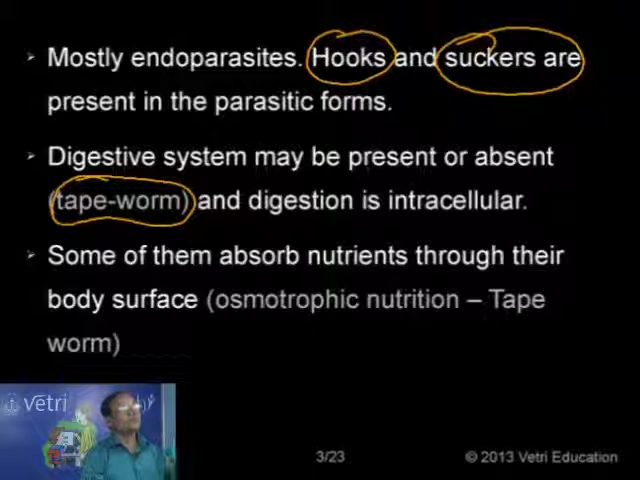 Mostly endoparasites. Hooks and suckers are
present in the parasitic forms.
Digestive system may be present or absent
(tape-worm) and digestion is intracellular.
Some of them absorb nutrients through their
body surface (osmotrophic nutrition – Tape
worm)
vetri
3/23 © 2013 Vetri Education